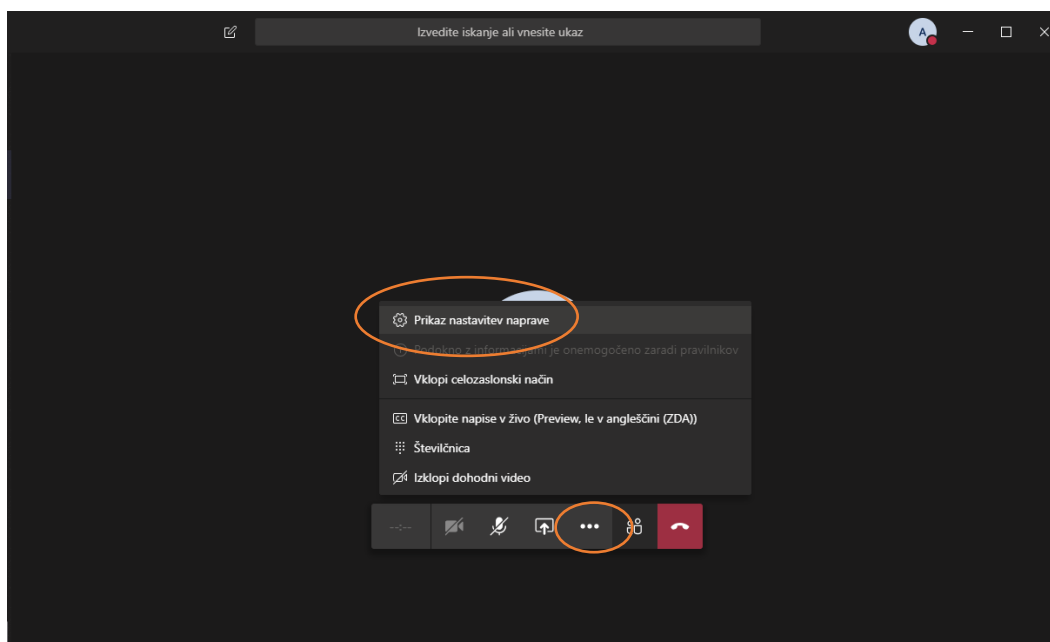 Izvedite iskanje ali vnesite ukaz
A
Prikaz nastavitev naprave
Podokno z informacijami je onemogočeno zaradi pravilnikov
Vklopi celozaslonski način
CC Vklopite napise v živo (Preview, le v angleščini (ZDA))
Številčnica
Izklopi dohodni video
--:--